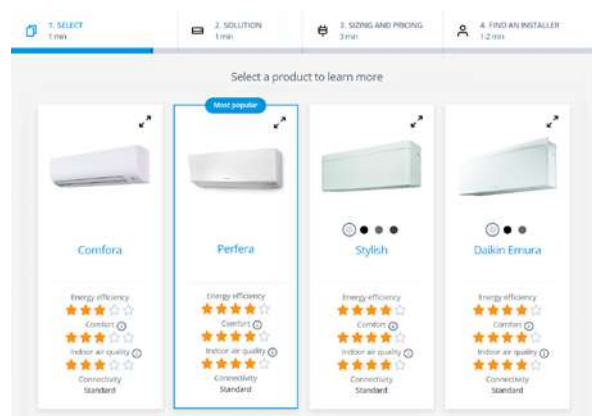 1. SELECT
1 min
2. SOLUTION
1 min
3. SIZING AND PRICING
3 min
4. FIND AN INSTALLER
1-2 min
Select a product to learn more
Most popular
Comfora
Energy efficiency
Comfort
Indoor air quality
Connectivity
Standard
Perfera
Energy efficiency
Comfort
Indoor air quality
Connectivity
Standard
Stylish
Energy efficiency
Comfort
Indoor air quality
Connectivity
Standard
Daikin Emura
Energy efficiency
Comfort
Indoor air quality
Connectivity
Standard